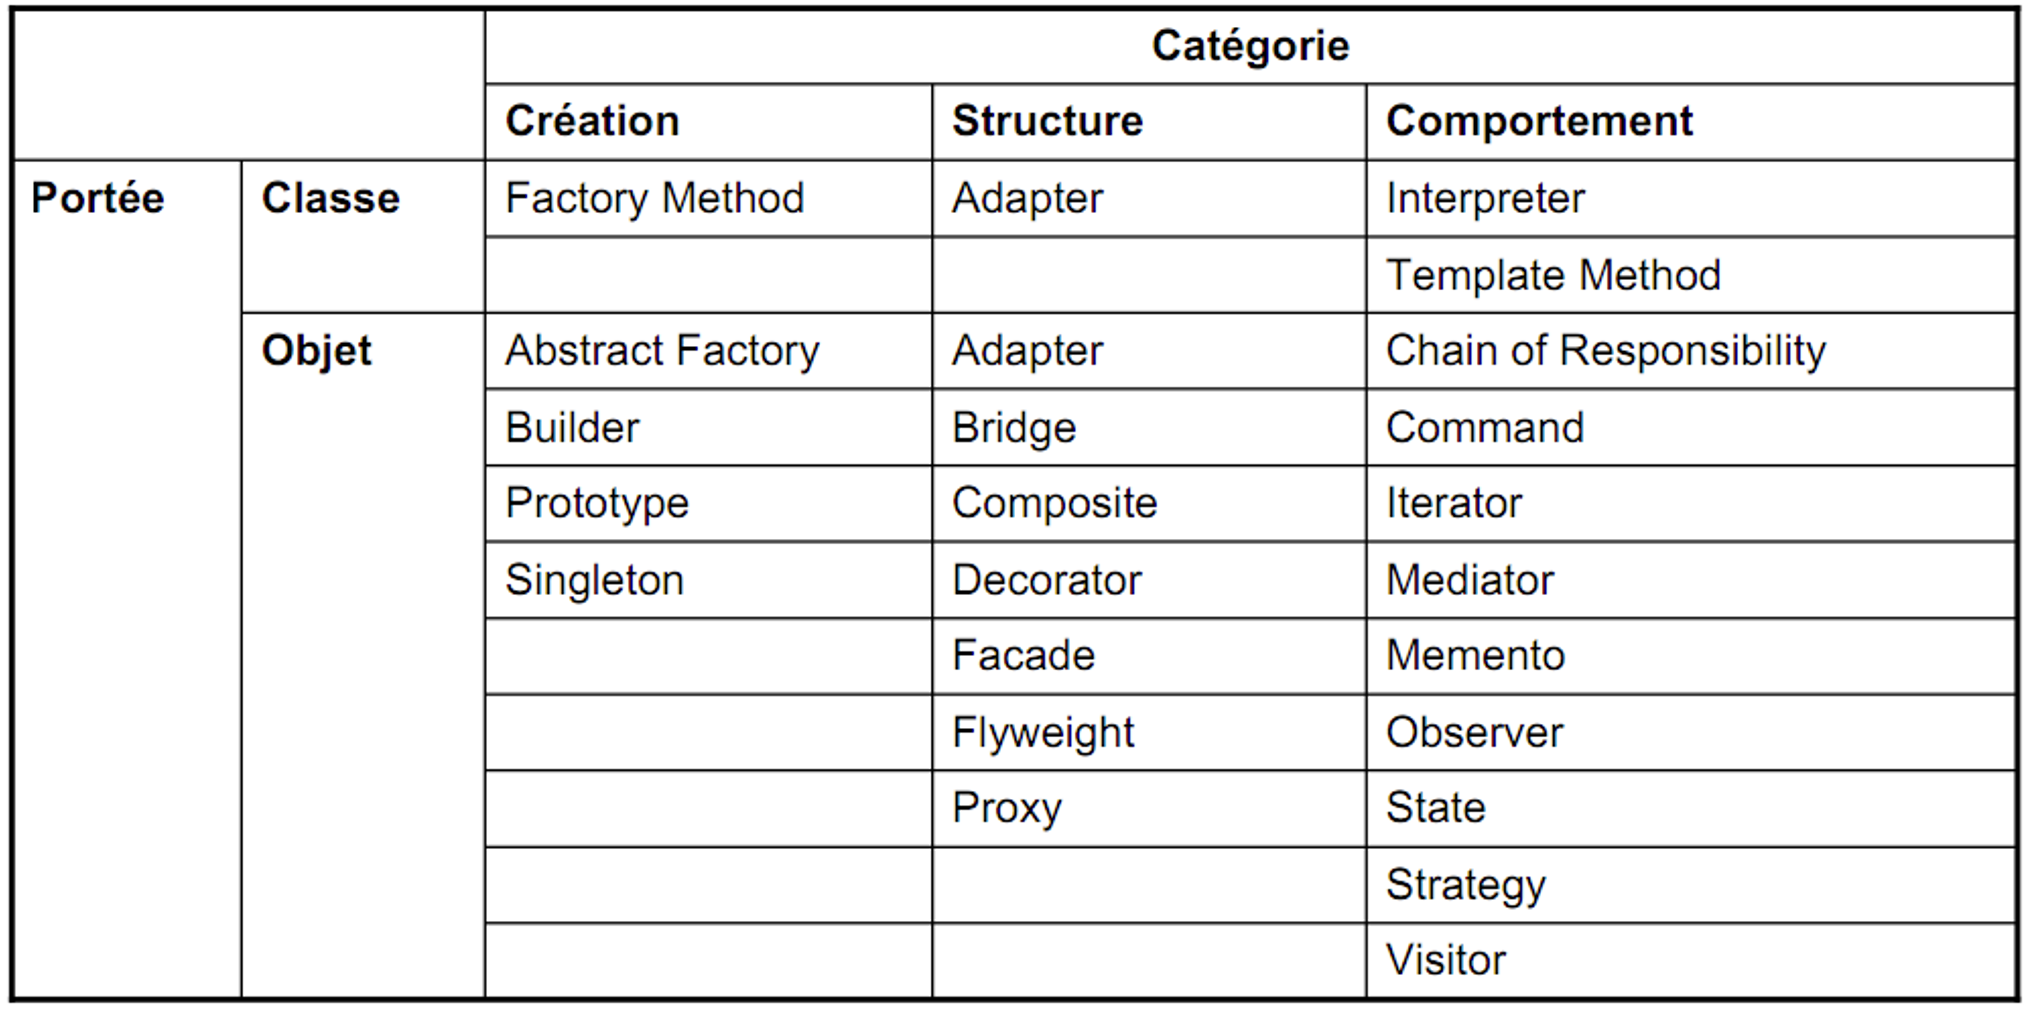 Catégorie
Création Structure Comportement
Portée Classe Factory Method Adapter Interpreter
Template Method
Objet Abstract Factory Adapter Chain of Responsibility
Builder Bridge Command
Prototype Composite Iterator
Singleton Decorator Mediator
Facade Memento
Flyweight Observer
Proxy State
Strategy
Visitor